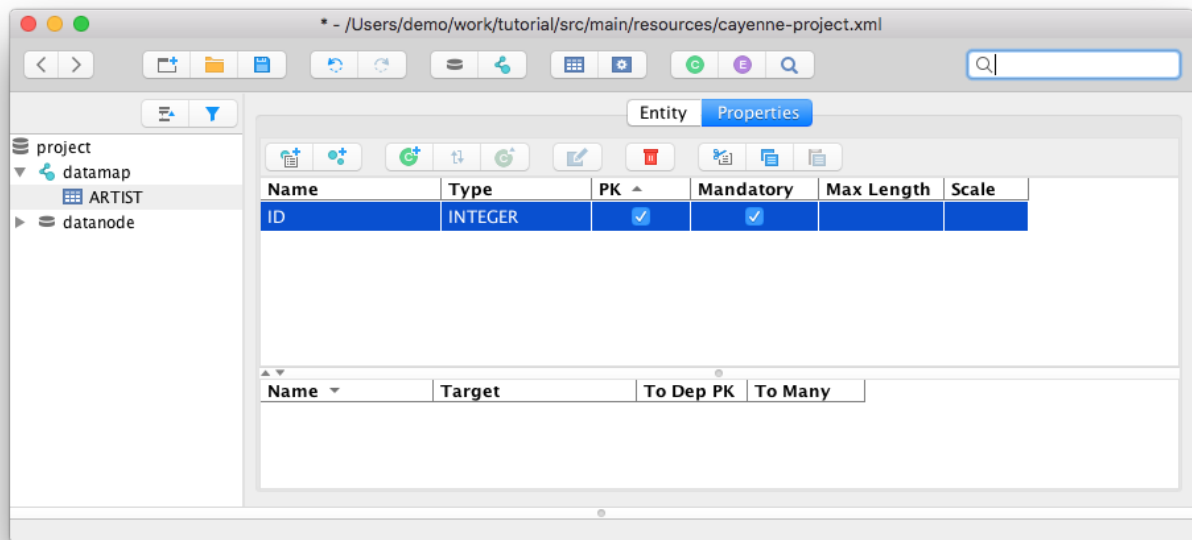 * - /Users/demo/work/tutorial/src/main/resources/cayenne-project.xml
C E
Entity Properties
project
datamap
ARTIST
datanode
C C
Name Type PK Mandatory Max Length Scale
ID INTEGER
Name Target To Dep PK To Many